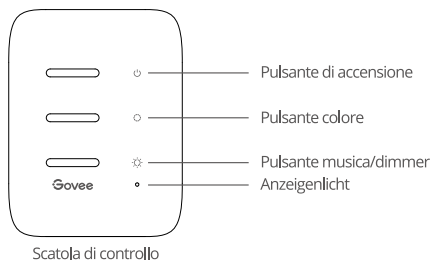 Pulsante di accensione
Pulsante colore
Pulsante musica/dimmer
Govee
Anzeigenlicht
Scatola di controllo